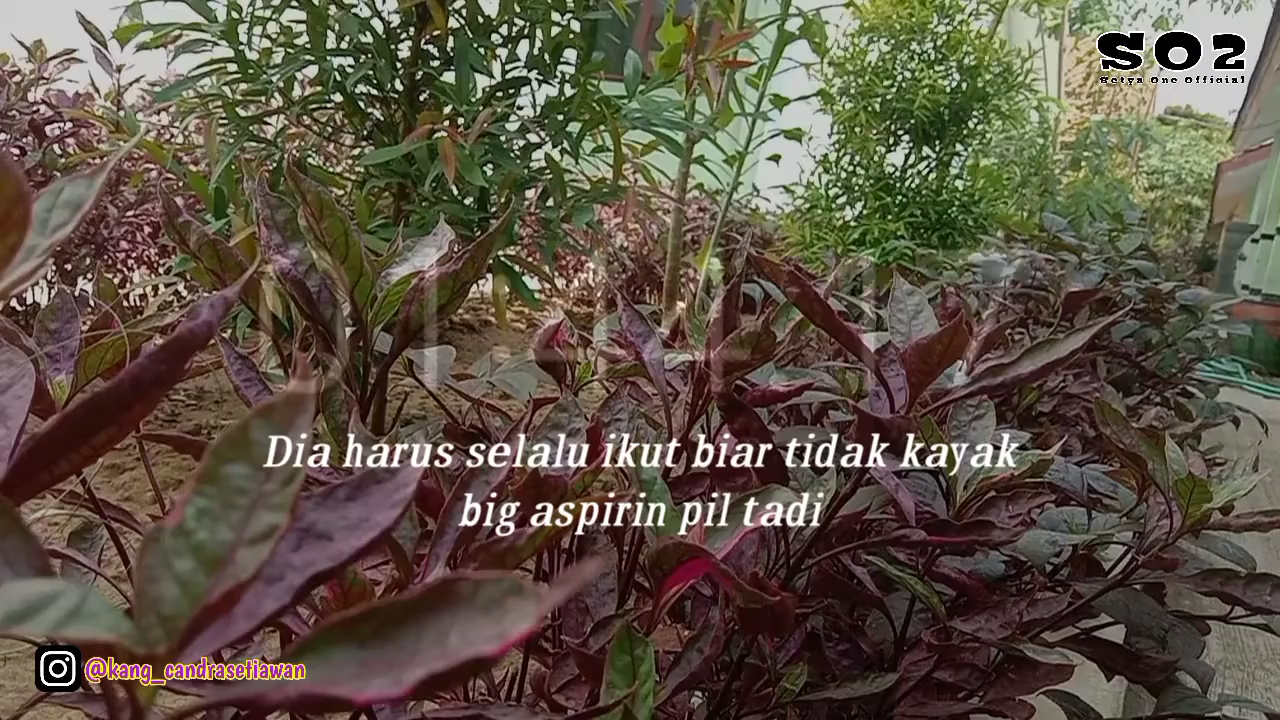 SO2
Setya One Official
Dia harus selalu ikut biar tidak kayak
big aspirin pil tadi
@kang_candrasetiawan